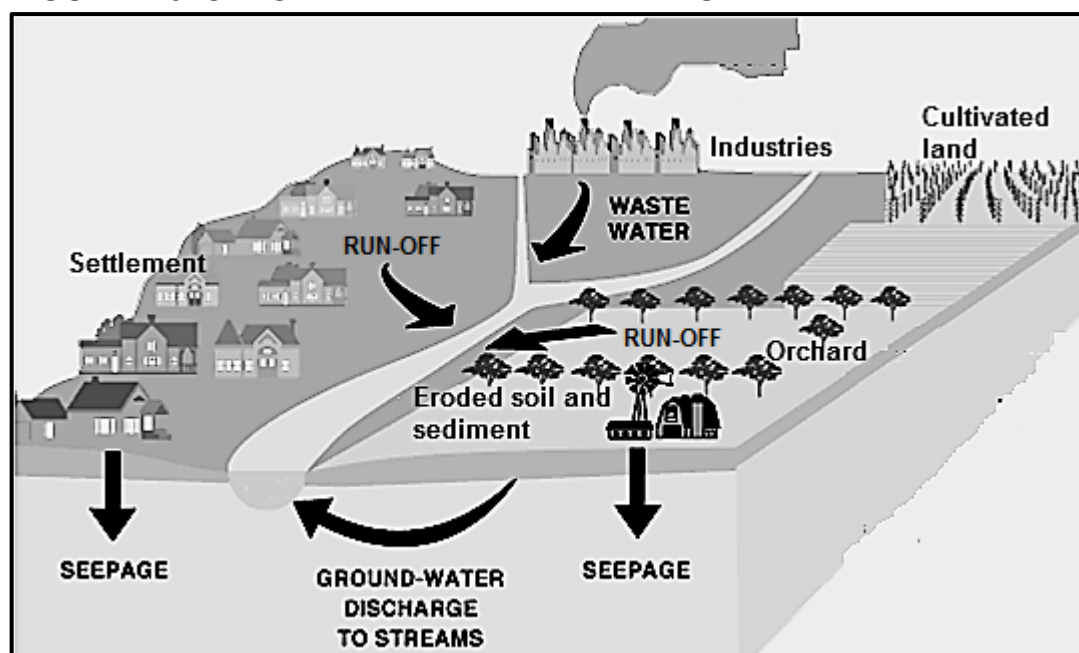 Industries
Cultivated
land
WASTE
WATER
RUN-OFF
Settlement
RUN-OFF
Orchard
Eroded soil and
sediment
SEEPAGE
GROUND-WATER
DISCHARGE
TO STREAMS
SEEPAGE